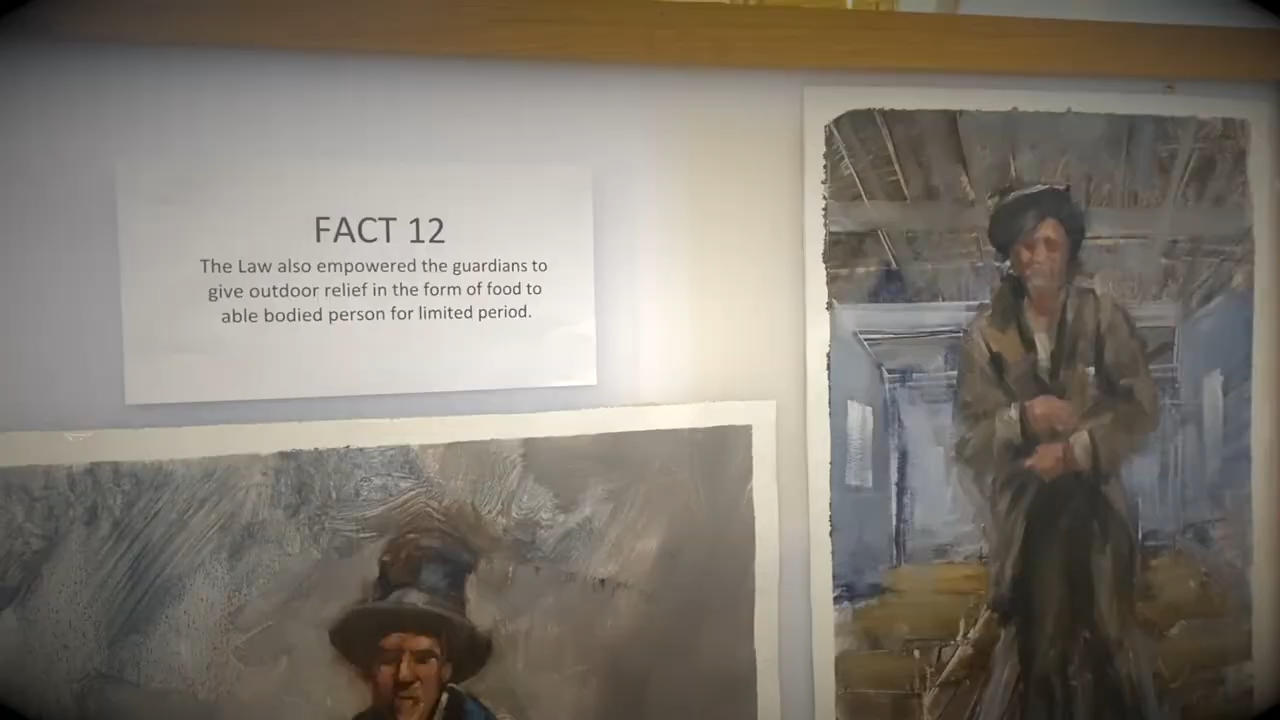 FACT 12
The Law also empowered the guardians to
give outdoor relief in the form of food to
able bodied person for limited period.